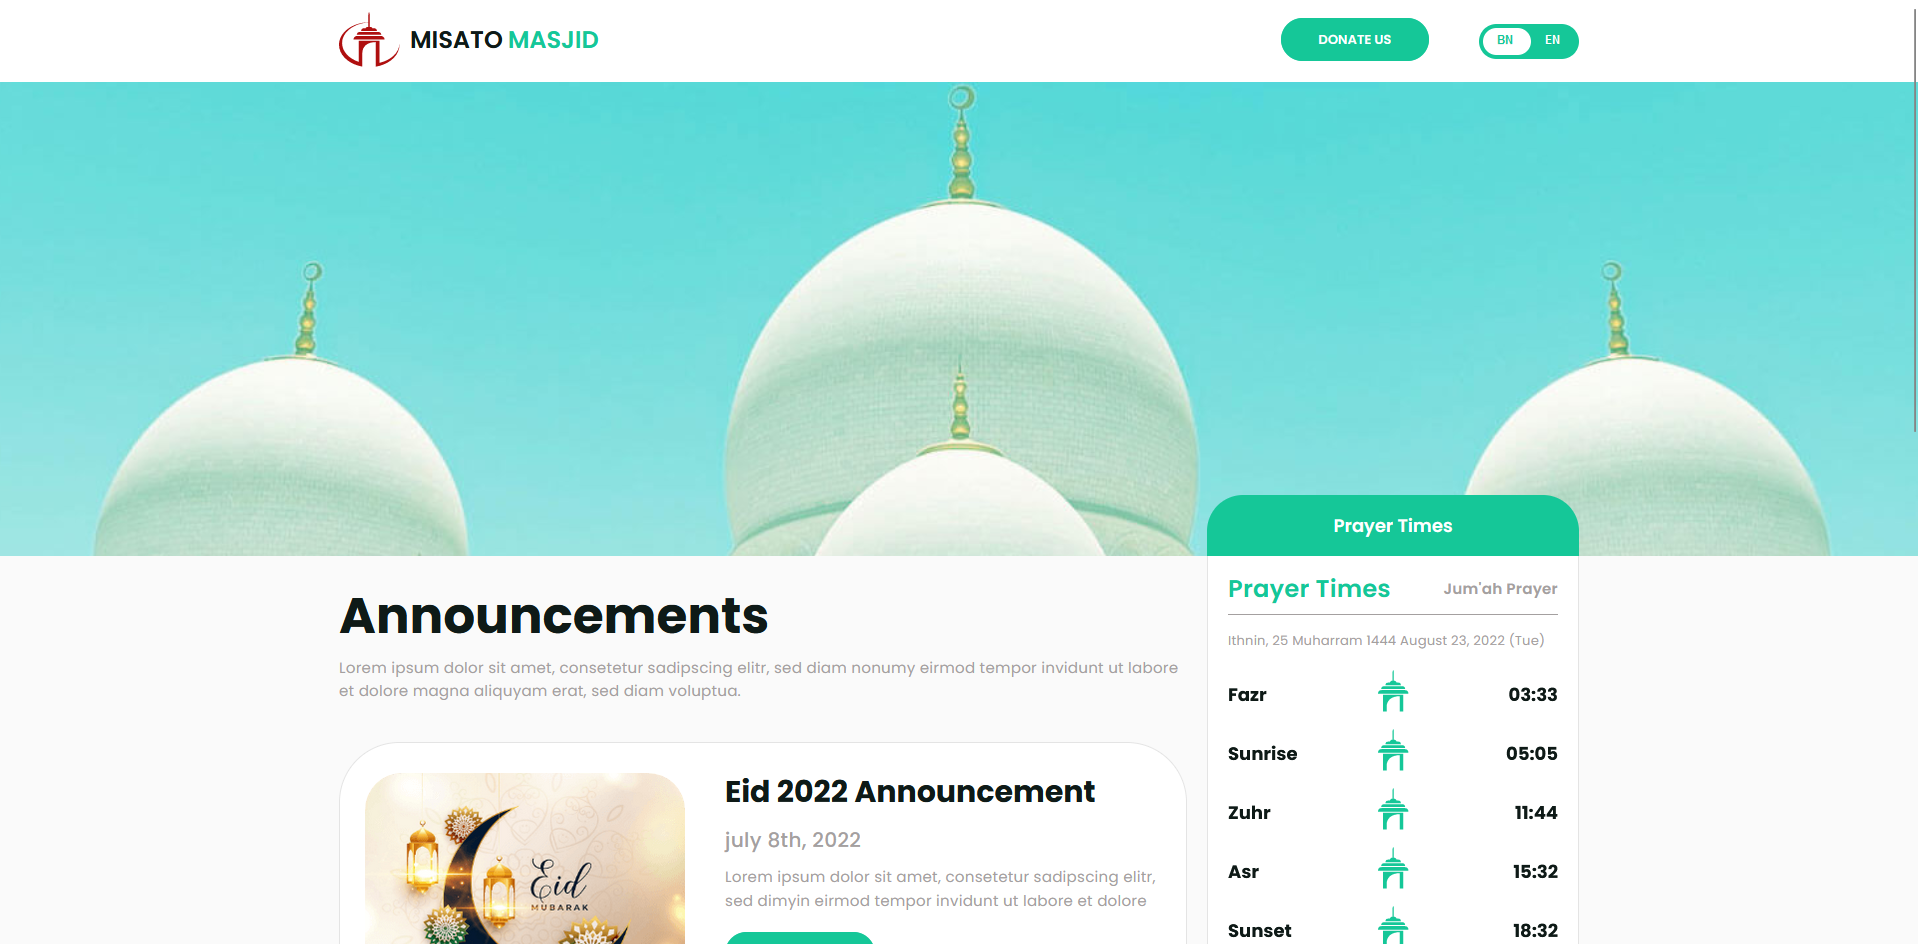 MISATO MASJID
DONATE US
BN EN
Prayer Times
Prayer Times
Jum'ah Prayer
Ithnin, 25 Muharram 1444 August 23, 2022 (Tue)
Fazr 03:33
Sunrise 05:05
Zuhr 11:44
Asr 15:32
Sunset 18:32
Announcements
Lorem ipsum dolor sit amet, consetetur sadipscing elitr, sed diam nonumy eirmod tempor invidunt ut labore
et dolore magna aliquyam erat, sed diam voluptua.
Eid
MUBARAK
Eid 2022 Announcement
july 8th, 2022
Lorem ipsum dolor sit amet, consetetur sadipscing elitr,
sed dimyin eirmod tempor invidunt ut labore et dolore